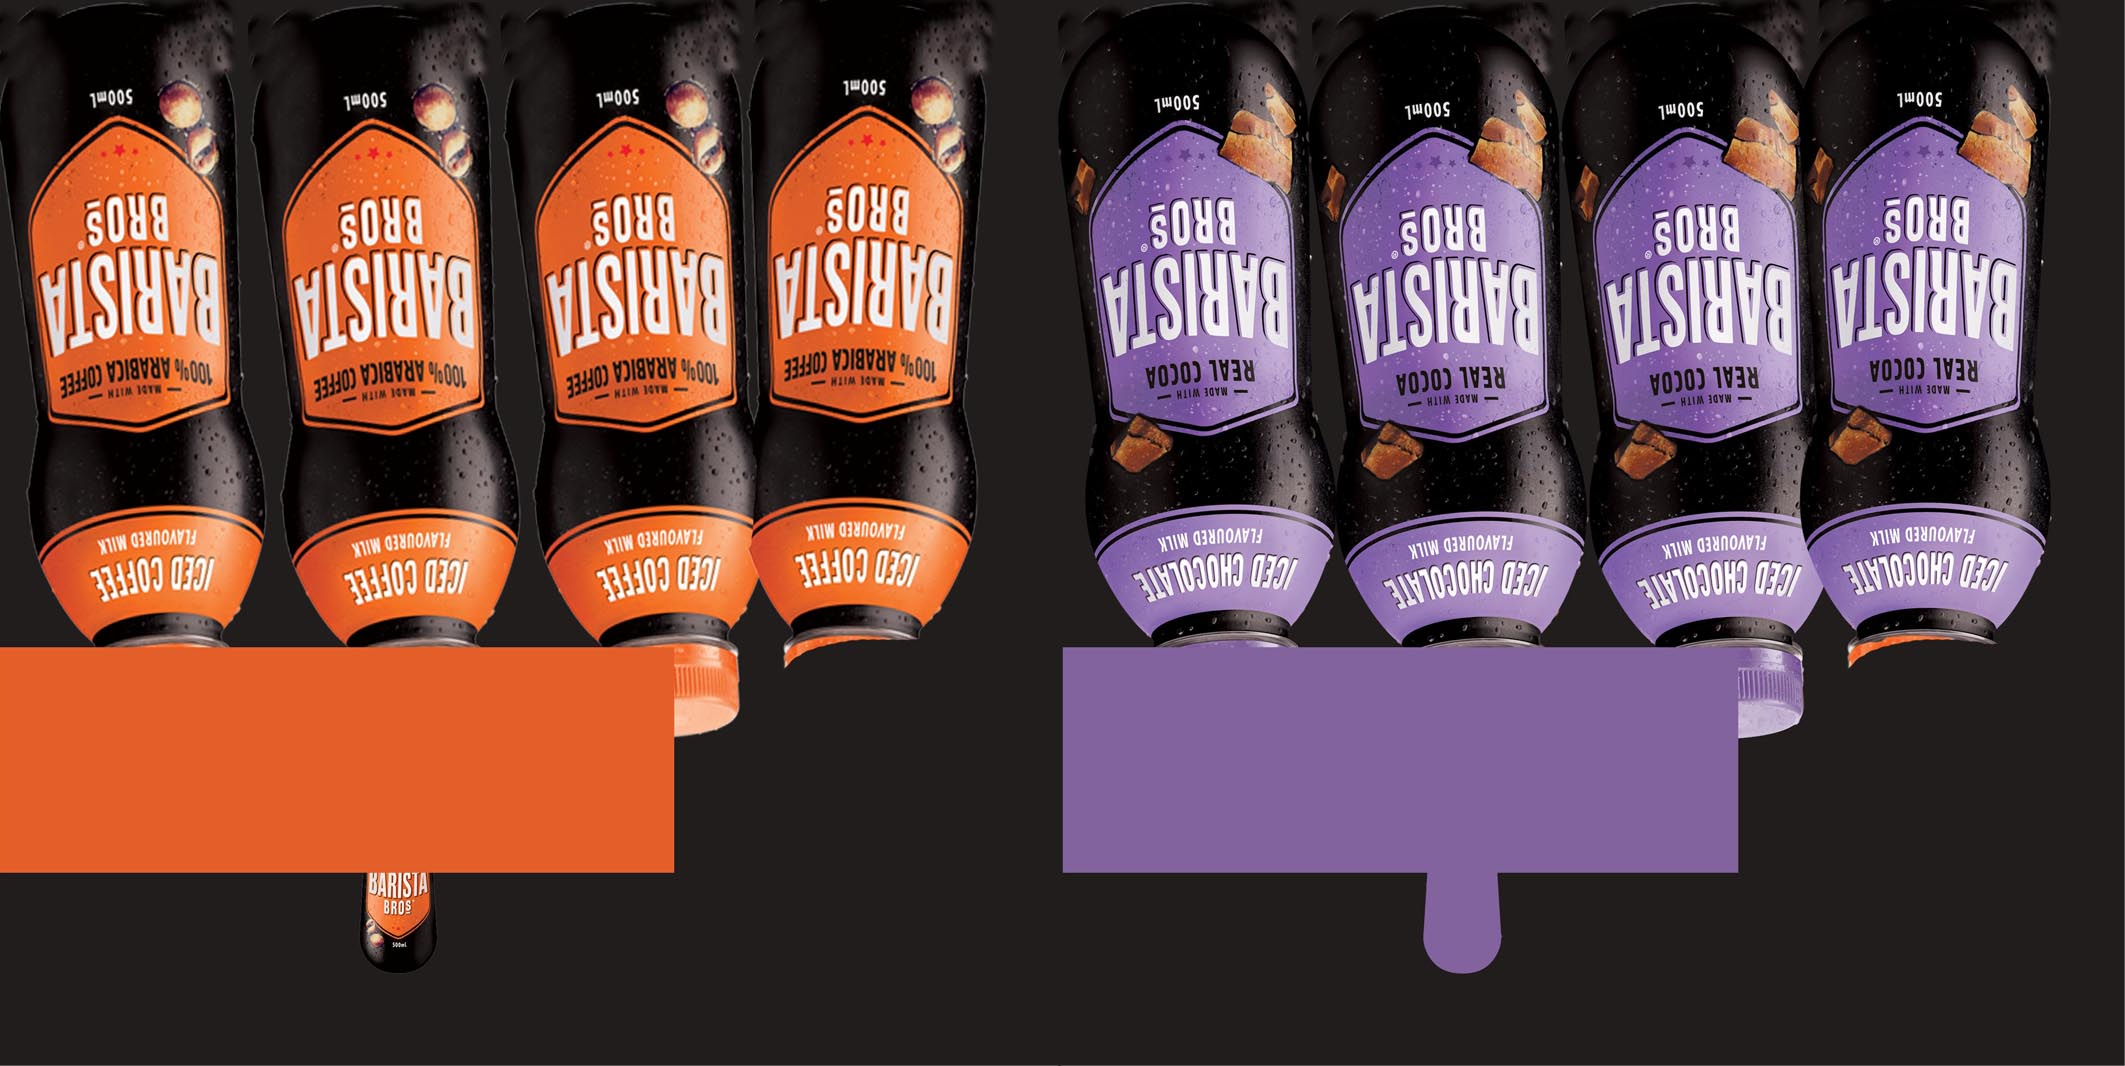 ICED COFFEE
FLAVOURED MILK
MADE WITH
100% ARABICA COFFEE
BARISTA
BROS
500mL
ICED COFFEE
FLAVOURED MILK
MADE WITH
100% ARABICA COFFEE
BARISTA
BROS
500mL
ICED COFFEE
FLAVOURED MILK
MADE WITH
100% ARABICA COFFEE
BARISTA
BROS
500mL
ICED COFFEE
FLAVOURED MILK
MADE WITH
100% ARABICA COFFEE
BARISTA
BROS
500mL
ICED CHOCOLATE
FLAVOURED MILK
MADE WITH
REAL COCOA
BARISTA
BROS®
500mL
ICED CHOCOLATE
FLAVOURED MILK
MADE WITH
REAL COCOA
BARISTA
BROS®
500mL
ICED CHOCOLATE
FLAVOURED MILK
MADE WITH
REAL COCOA
BARISTA
BROS®
500mL
ICED CHOCOLATE
FLAVOURED MILK
MADE WITH
REAL COCOA
BARISTA
BROS®
500mL
BARISTA
BROS
500mL